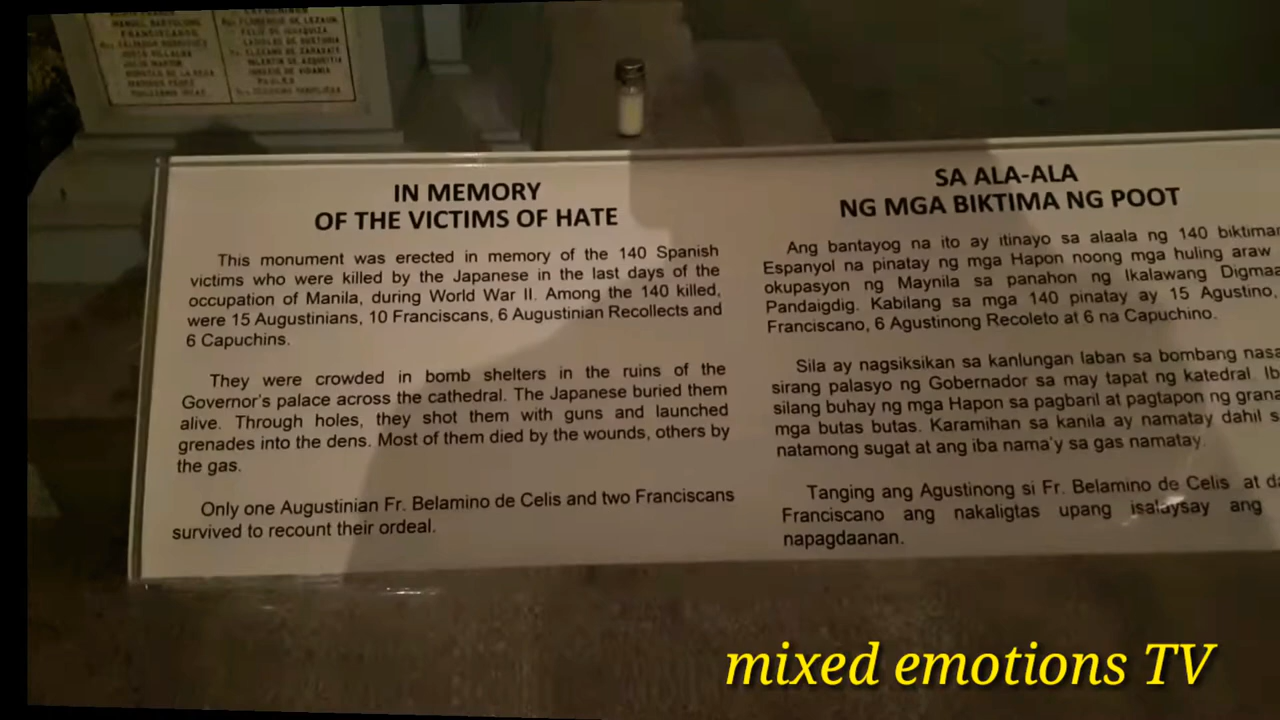 MANUEL
FRANCISCANOS
JULIO
FLORENCIO DE LEZAUN
IN MEMORY
OF THE VICTIMS OF HATE
This monument was erected in memory of the 140 Spanish
victims who were killed by the Japanese in the last days of the
occupation of Manila, during World War II. Among the 140 killed,
were 15 Augustinians, 10 Franciscans, 6 Augustinian Recollects and
6 Capuchins.
They were crowded in bomb shelters in the ruins of the
Governor's palace across the cathedral. The Japanese buried them
alive. Through holes, they shot them with guns and launched
grenades into the dens. Most of them died by the wounds, others by
the gas.
Only one Augustinian Fr. Belamino de Celis and two Franciscans
survived to recount their ordeal.
SA ALA-ALA
NG MGA BIKTIMA NG POOT
Ang bantayog na ito ay itinayo sa alaala ng 140 biktimang
Espanyol na pinatay ng mga Hapon noong mga huling araw
okupasyon ng Maynila sa panahon ng Ikalawang Digmaa
Pandaigdig. Kabilang sa mga 140 pinatay ay 15 Agustino,
Franciscano, 6 Agustinong Recoleto at 6 na Capuchino.
Sila ay nagsiksikan sa kanlungan laban sa bombang nasa
sirang palasyo ng Gobernador sa may tapat ng katedral. Ib
silang buhay ng mga Hapon sa pagbaril at pagtapon ng grana
mga butas butas. Karamihan sa kanila ay namatay dahil s
natamong sugat at ang iba nama'y sa gas namatay.
Tanging ang Agustinong si Fr. Belamino de Celis at da
Franciscano ang nakaligtas upang isalaysay ang
napagdaanan.
mixed emotions TV